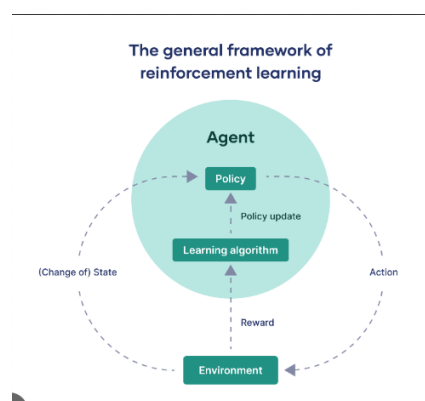 The general framework of
reinforcement learning
Agent
Policy
Policy update
Learning algorithm
(Change of) State
Action
Reward
Environment